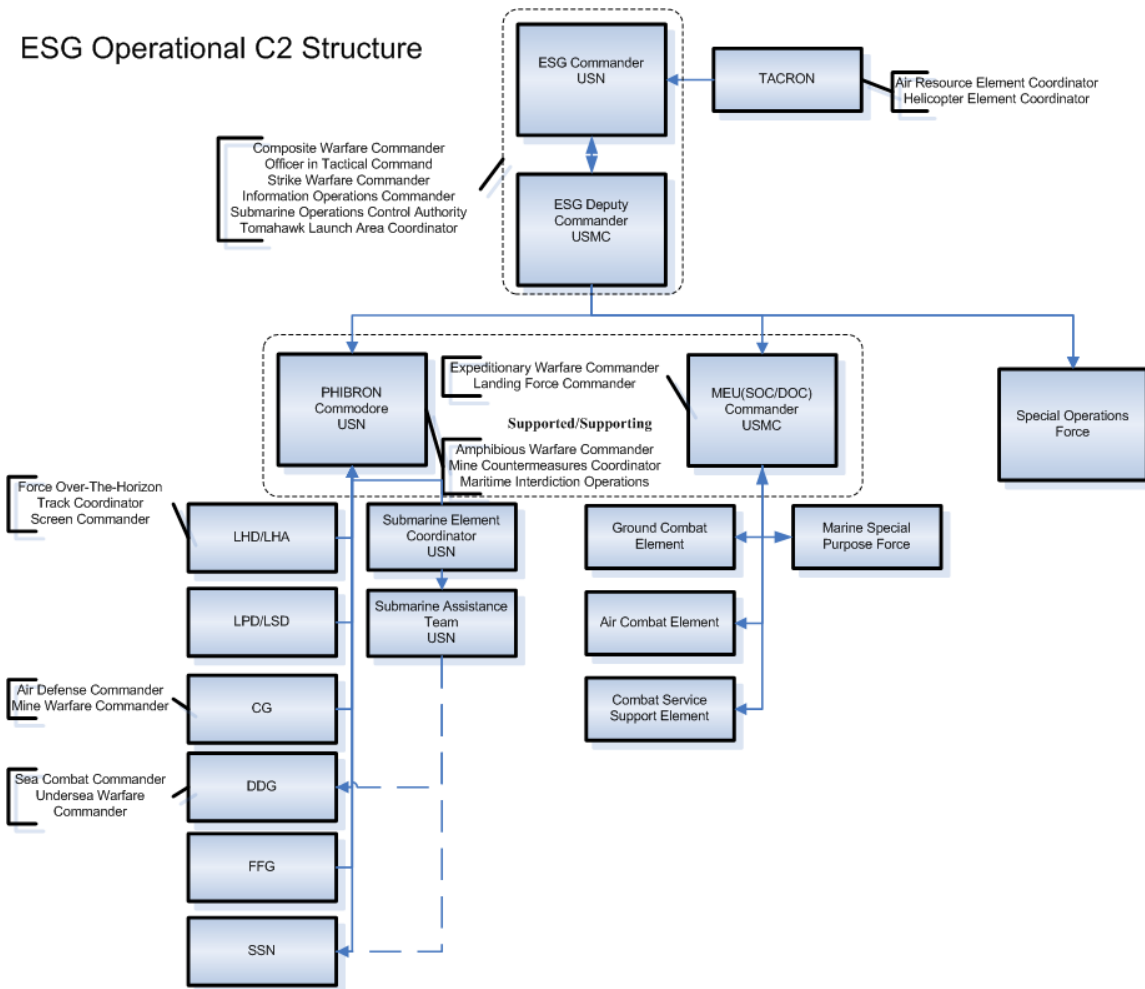 ESG Operational C2 Structure
ESG Commander
USN
TACRON
Air Resource Element Coordinator
Helicopter Element Coordinator
Composite Warfare Commander
Officer in Tactical Command
Strike Warfare Commander
Information Operations Commander
Submarine Operations Control Authority
Tomahawk Launch Area Coordinator
ESG Deputy
Commander
USMC
PHIBRON
Commodore
USN
Expeditionary Warfare Commander
Landing Force Commander
Supported/Supporting
Amphibious Warfare Commander
Mine Countermeasures Coordinator
Maritime Interdiction Operations
MEU(SOC/DOC)
Commander
USMC
Special Operations
Force
Force Over-The-Horizon
Track Coordinator
Screen Commander
LHD/LHA
Submarine Element
Coordinator
USN
Ground Combat
Element
Marine Special
Purpose Force
LPD/LSD
Submarine Assistance
Team
USN
Air Combat Element
Air Defense Commander
Mine Warfare Commander
CG
Combat Service
Support Element
Sea Combat Commander
Undersea Warfare
Commander
DDG
FFG
SSN